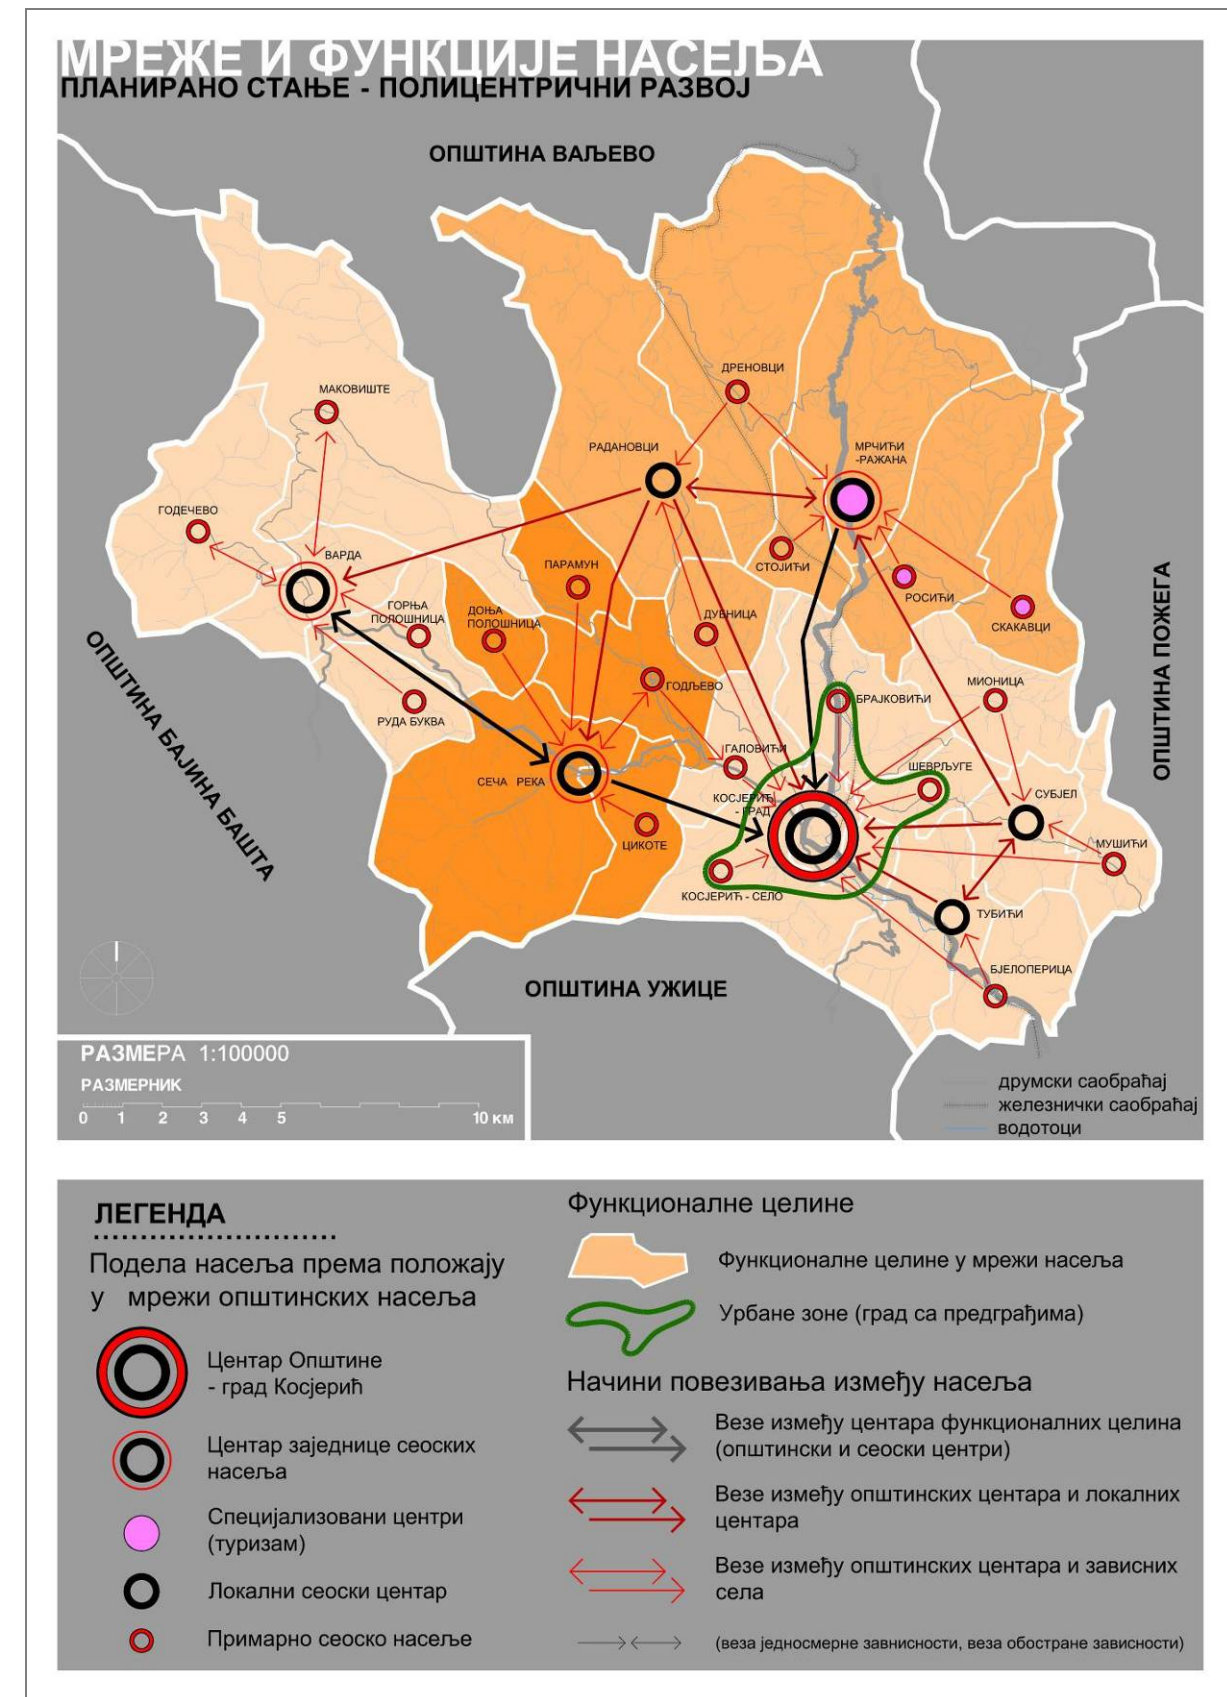 МРЕЖЕ И ФУНКЦИЈЕ НАСЕЉА
ПЛАНИРАНО СТАЊЕ - ПОЛИЦЕНТРИЧНИ РАЗВОЈ
ОПШТИНА ВАЉЕВО
ДРЕНОВЦИ
МАКОВИШТЕ
РАДАНОВЦИ
МРЧИЋИ
-РАЖАНА
ГОДЕЧЕВО
ВАРДА
ПАРАМУН
СТОЈИЋИ
РОСИЋИ
ГОРЊА
ПОЛОШНИЦА
ДОЊА
ПОЛОШНИЦА
ДУБНИЦА
СКАКАВЦИ
ОПШТИНА ПОЖЕГА
ОПШТИНА БАЈИНА БАШТА
РУДА БУКВА
ГОДЉЕВО
БРАЈКОВИЋИ
МИОНИЦА
ГАЛОВИЋИ
ШЕВРЉУГЕ
СЕЧА РЕКА
КОСЈЕРИЋ
- ГРАД
СУБЈЕЛ
ЦИКОТЕ
МУШИЋИ
КОСЈЕРИЋ - СЕЛО
ТУБИЋИ
БЈЕЛОПЕРИЦА
ОПШТИНА УЖИЦЕ
РАЗМЕРА 1:100000
РАЗМЕРНИК
0 1 2 3 4 5 10 км
друмски саобраћај
железнички саобраћај
водотоци
ЛЕГЕНДА
Подела насеља према положају
у мрежи општинских насеља
Центар Општине
- град Косјерић
Центар заједнице сеоских
насеља
Специјализовани центри
(туризам)
Локални сеоски центар
Примарно сеоско насеље
Функционалне целине
Функционалне целине у мрежи насеља
Урбане зоне (град са предграђима)
Начини повезивања између насеља
Везе између центара функционалних целина
(општински и сеоски центри)
Везе између општинских центара и локалних
центара
Везе између општинских центара и зависних
села
(веза једносмерне завнисности, веза обостране зависности)